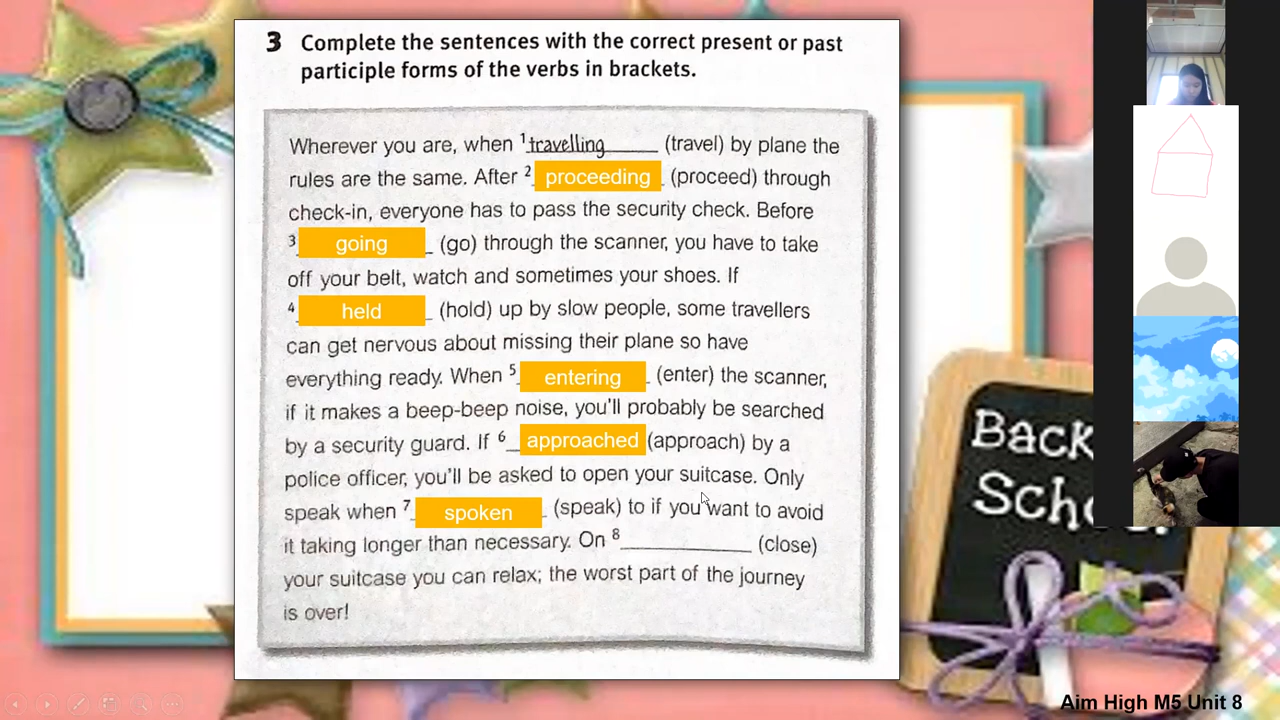 3 Complete the sentences with the correct present or past
participle forms of the verbs in brackets.
Wherever you are, when 1 travelling (travel) by plane the
rules are the same. After 2 proceeding (proceed) through
check-in, everyone has to pass the security check. Before
3 going (go) through the scanner, you have to take
off your belt, watch and sometimes your shoes. If
4 held (hold) up by slow people, some travellers
can get nervous about missing their plane so have
everything ready. When 5 entering (enter) the scanner,
if it makes a beep-beep noise, you'll probably be searched
by a security guard. If 6 approached (approach) by a
police officer, you'll be asked to open your suitcase. Only
speak when 7 spoken (speak) to if you want to avoid
it taking longer than necessary. On 8 ____________ (close)
your suitcase you can relax; the worst part of the journey
is over!
Back
Aim High M5 Unit 8